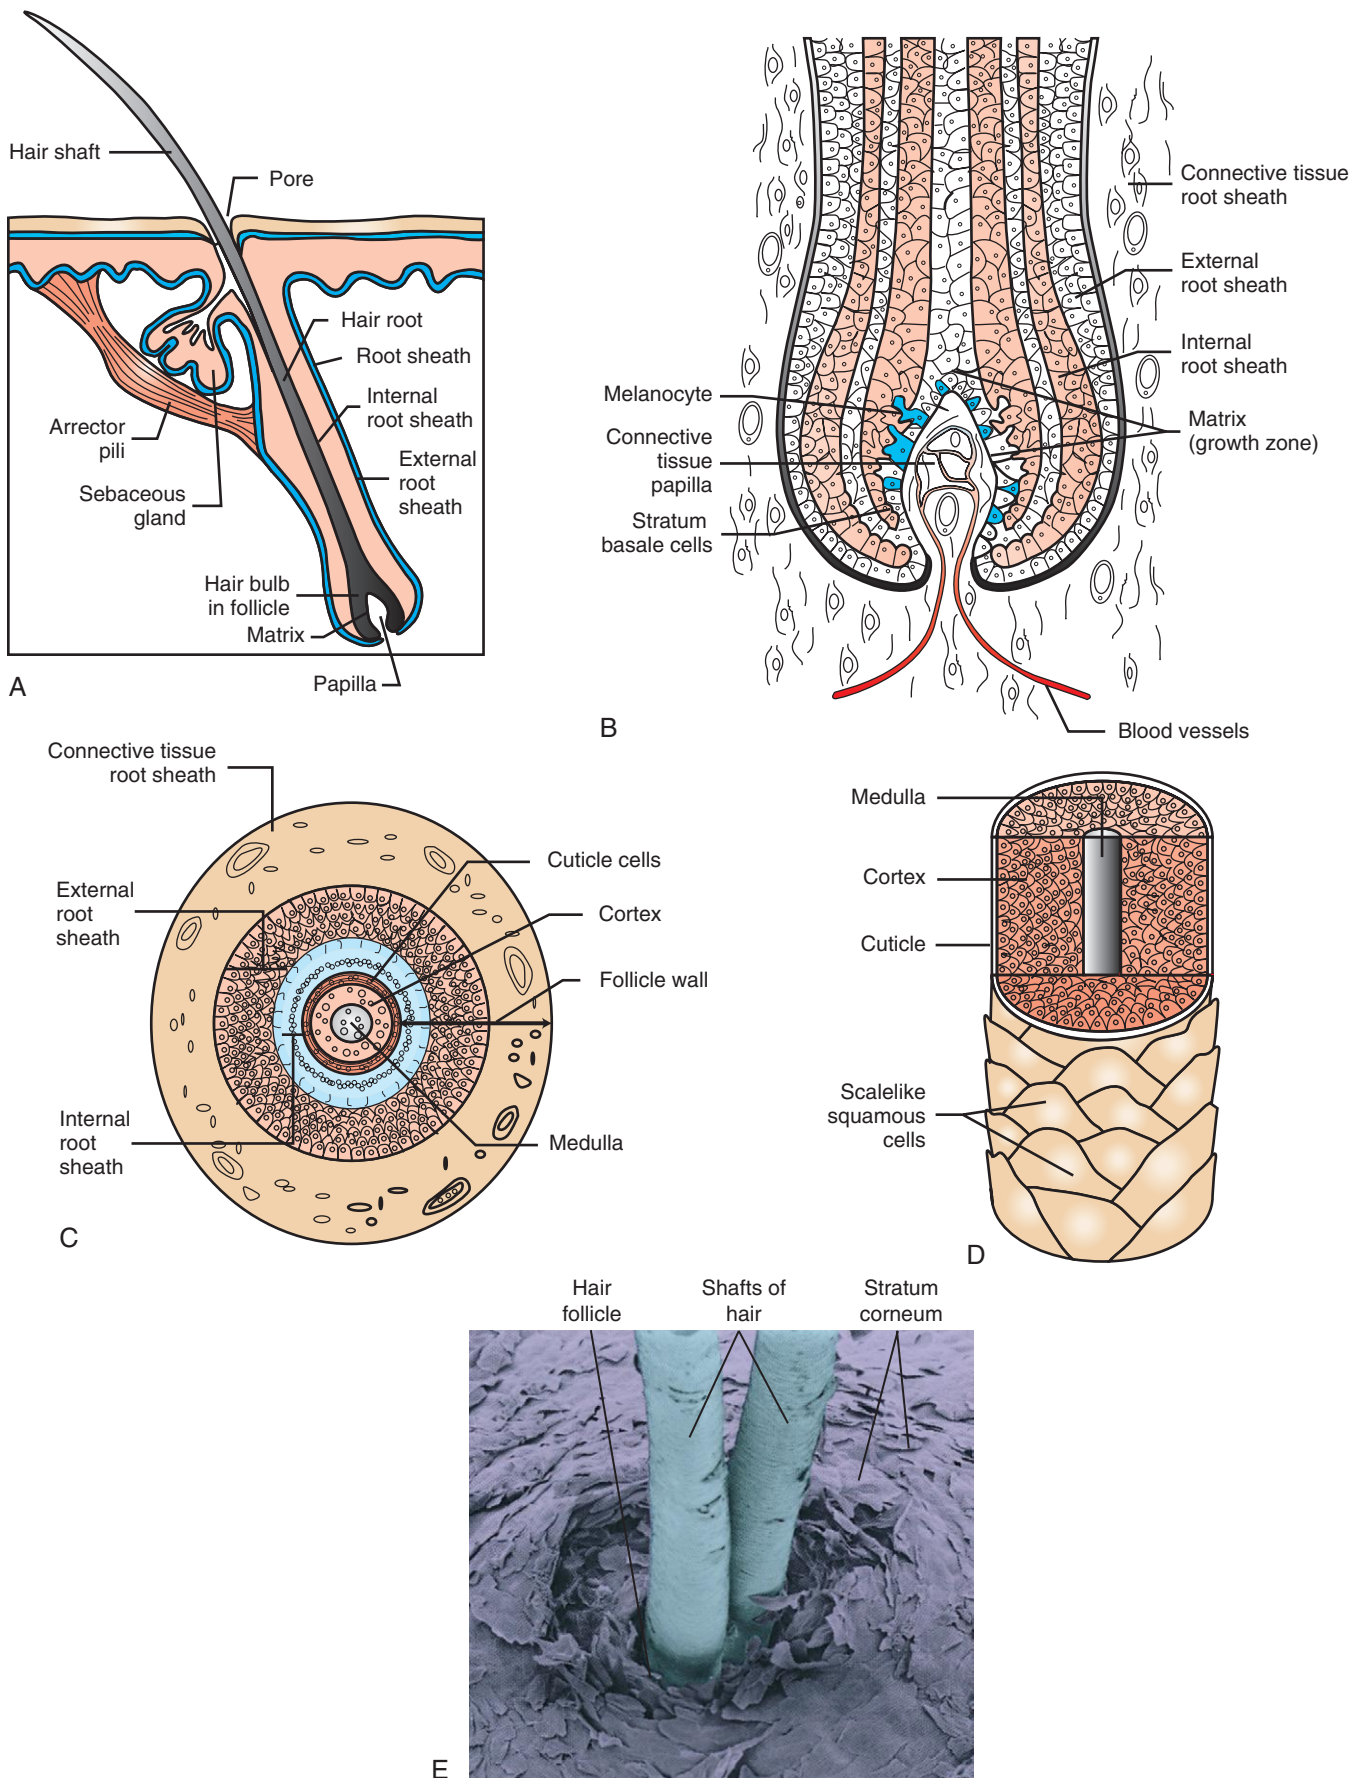 Hair shaft
Pore
Hair root
Root sheath
Internal
root sheath
External
root
sheath
Arrector
pili
Sebaceous
gland
Hair bulb
in follicle
Matrix
Papilla
A
Connective tissue
root sheath
External
root sheath
Internal
root sheath
Matrix
(growth zone)
Melanocyte
Connective
tissue
papilla
Stratum
basale cells
Blood vessels
B
Connective tissue
root sheath
External
root
sheath
Internal
root
sheath
Cuticle cells
Cortex
Follicle wall
Medulla
C
Medulla
Cortex
Cuticle
Scalelike
squamous
cells
D
Hair
follicle
Shafts of
hair
Stratum
corneum
E